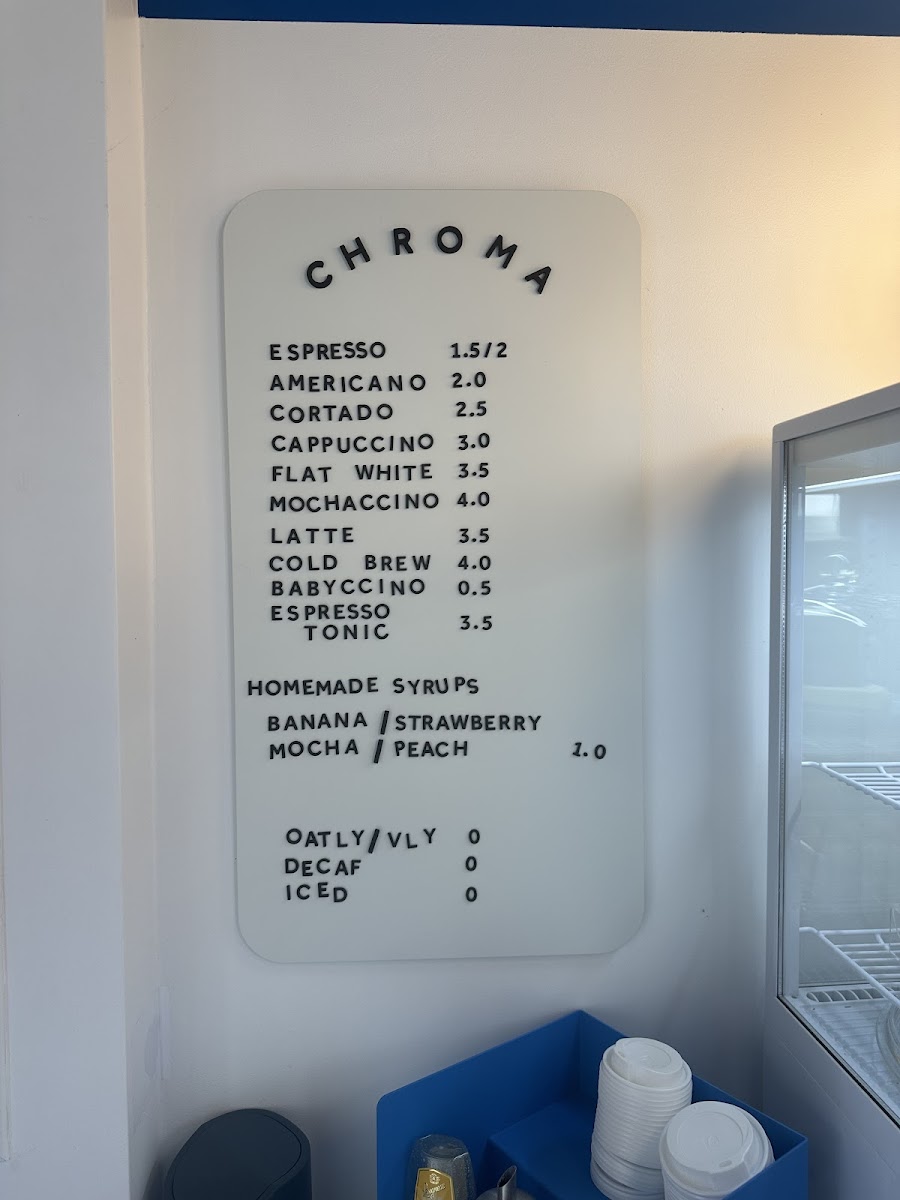 CHROMA
ESPRESSO 1.5/2
AMERICANO 2.0
CORTADO 2.5
CAPPUCCINO 3.0
FLAT WHITE 3.5
MOCHACCINO 4.0
LATTE 3.5
COLD BREW 4.0
BABYCCINO 0.5
ESPRESSO
TONIC 3.5
HOMEMADE SYRUPS
BANANA / STRAWBERRY
MOCHA / PEACH 1.0
OATLY/VLY 0
DECAF 0
ICED 0